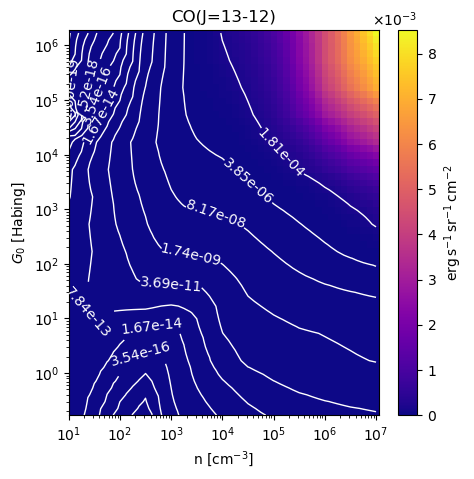 CO(J=13-12)
×10⁻³
10⁶
10⁵
10⁴
10³
10²
10¹
10⁰
G₀ [Habing]
10¹
10²
10³
10⁴
10⁵
10⁶
10⁷
n [cm⁻³]
1.81e-04
3.85e-06
8.17e-08
1.74e-09
3.69e-11
7.84e-13
1.67e-14
3.54e-16
1.67e-14
3.54e-16
8
7
6
5
4
3
2
1
0
erg s⁻¹ sr⁻¹ cm⁻²